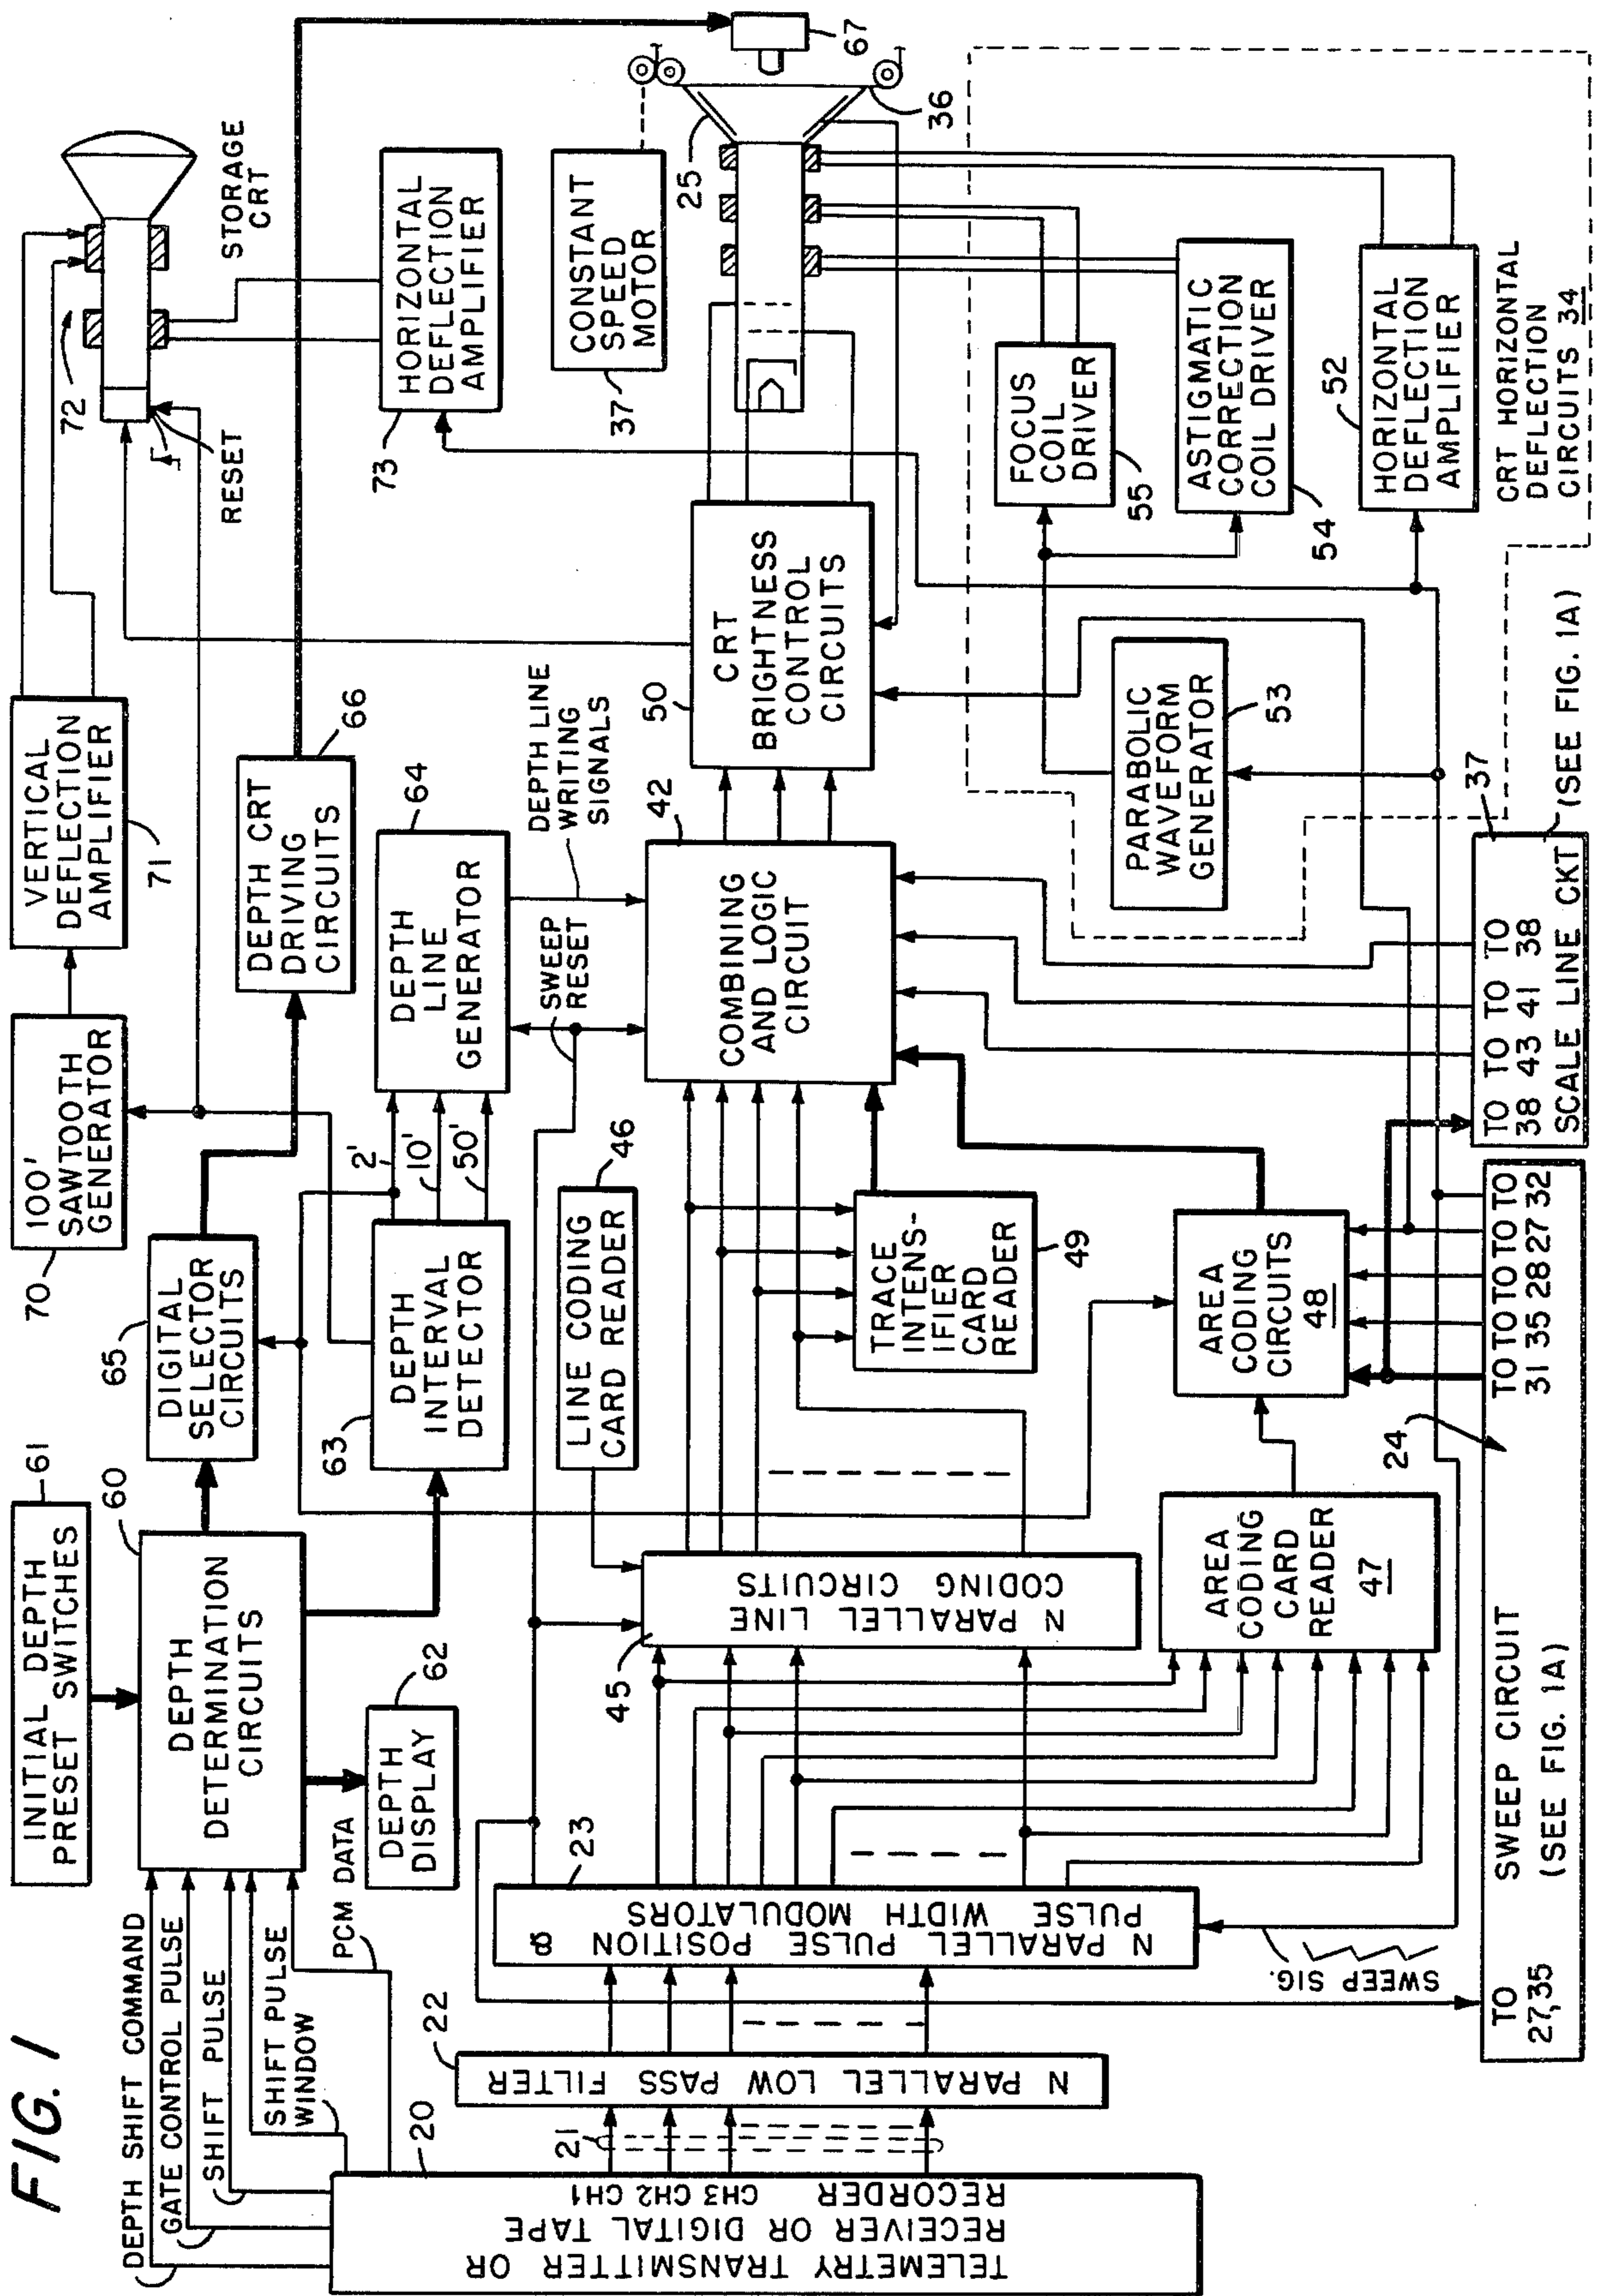 FIG. 1
INITIAL DEPTH
PRESET SWITCHES
61
DEPTH
DETERMINATION
CIRCUITS
60
DEPTH SHIFT COMMAND
GATE CONTROL PULSE
SHIFT PULSE
SHIFT PULSE
WINDOW
PCM DATA
DEPTH
DISPLAY
62
DIGITAL
SELECTOR
CIRCUITS
65
DEPTH
INTERVAL
DETECTOR
63
2'
10'
50'
100'
SAWTOOTH
GENERATOR
70
VERTICAL
DEFLECTION
AMPLIFIER
71
DEPTH CRT
DRIVING
CIRCUITS
66
DEPTH
LINE
GENERATOR
64
DEPTH LINE
WRITING
SIGNALS
SWEEP
RESET
RESET
72
STORAGE
CRT
HORIZONTAL
DEFLECTION
AMPLIFIER
73
CONSTANT
SPEED
MOTOR
37
67
25
36
TELEMETRY TRANSMITTER OR
RECEIVER OR DIGITAL TAPE
RECORDER
CH3 CH2 CH1
20
21
N PARALLEL LOW PASS FILTER
22
N PARALLEL PULSE POSITION &
PULSE WIDTH MODULATORS
23
SWEEP SIG.
N PARALLEL LINE
CODING CIRCUITS
45
LINE CODING
CARD READER
46
TRACE
INTENS-
IFIER
CARD
READER
49
COMBINING
AND LOGIC
CIRCUIT
42
CRT
BRIGHTNESS
CONTROL
CIRCUITS
50
AREA
CODING
CARD
READER
47
AREA
CODING
CIRCUITS
48
FOCUS
COIL
DRIVER
55
ASTIGMATIC
CORRECTION
COIL DRIVER
54
HORIZONTAL
DEFLECTION
AMPLIFIER
52
PARABOLIC
WAVEFORM
GENERATOR
53
CRT HORIZONTAL
DEFLECTION
CIRCUITS 34
TO
27,35
SWEEP CIRCUIT
(SEE FIG. 1A)
24
TO TO TO TO TO
31 35 28 27 32
TO TO TO TO
38 43 41 38
SCALE LINE CKT
37
(SEE FIG. 1A)